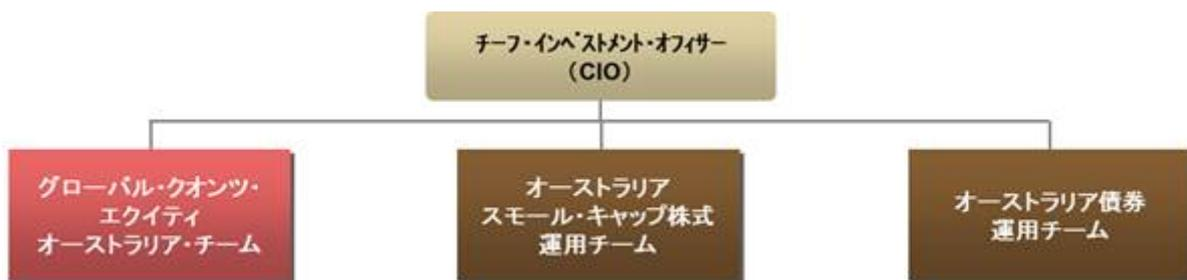 チーフ・インベストメント・オフィサー
(CIO)
グローバル・クオンツ・
エクイティ
オーストラリア・チーム
オーストラリア
スモール・キャップ株式
運用チーム
オーストラリア債券
運用チーム